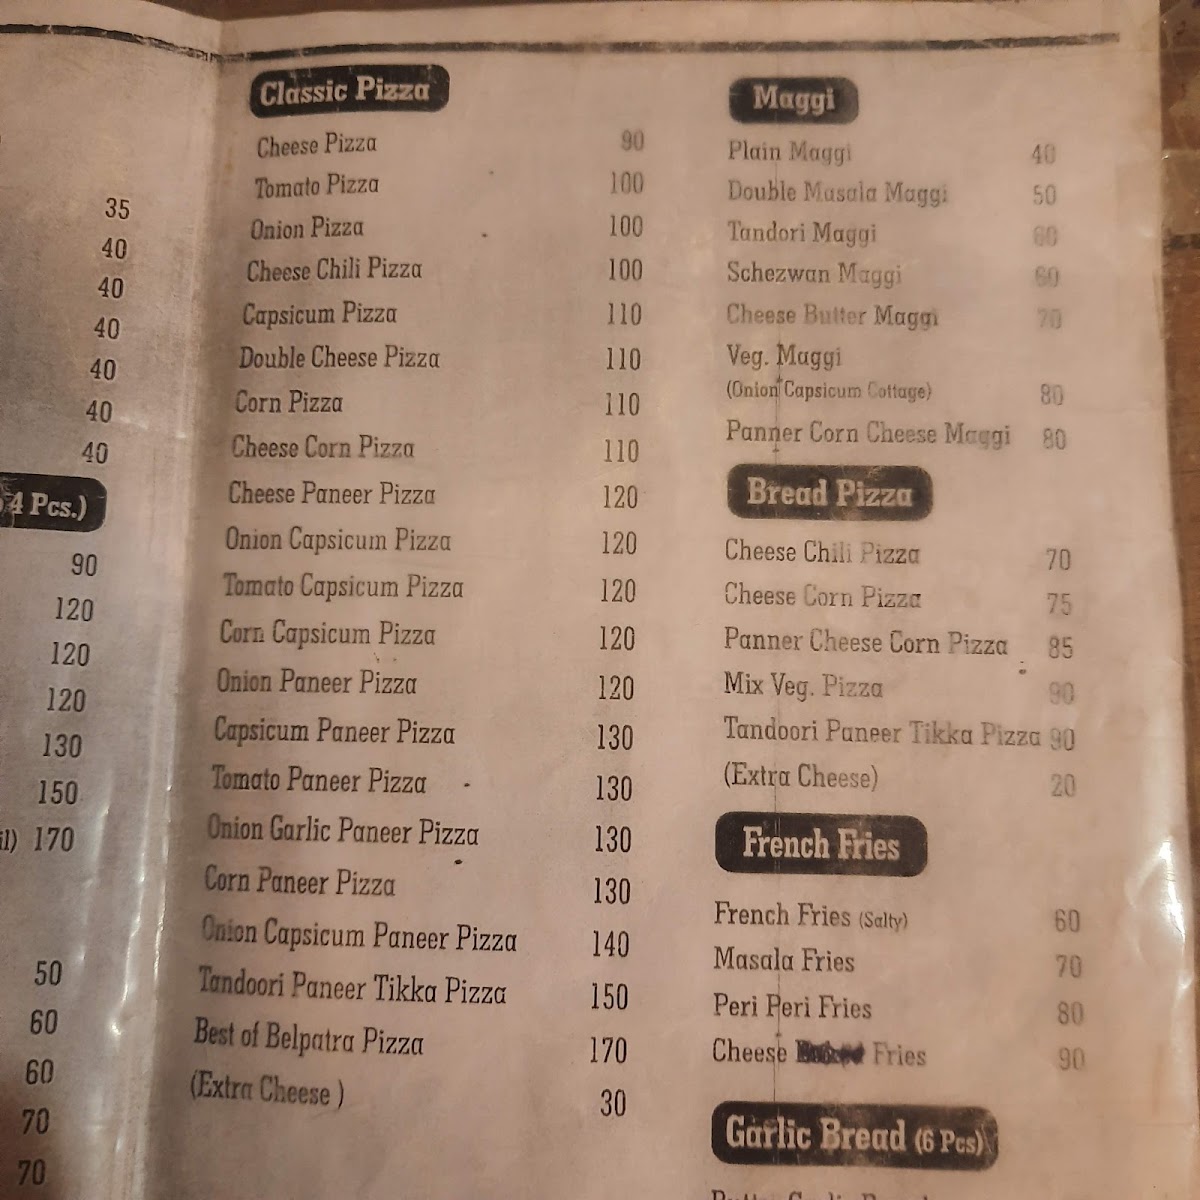 35
40
40
40
40
40
40
4 Pcs.)
90
120
120
120
130
150
170
50
60
60
70
70
Classic Pizza
Cheese Pizza 90
Tomato Pizza 100
Onion Pizza 100
Cheese Chili Pizza 100
Capsicum Pizza 110
Double Cheese Pizza 110
Corn Pizza 110
Cheese Corn Pizza 110
Cheese Paneer Pizza 120
Onion Capsicum Pizza 120
Tomato Capsicum Pizza 120
Corn Capsicum Pizza 120
Onion Paneer Pizza 120
Capsicum Paneer Pizza 130
Tomato Paneer Pizza 130
Onion Garlic Paneer Pizza 130
Corn Paneer Pizza 130
Onion Capsicum Paneer Pizza 140
Tandoori Paneer Tikka Pizza 150
Best of Belpatra Pizza 170
(Extra Cheese ) 30
Maggi
Plain Maggi 40
Double Masala Maggi 50
Tandori Maggi 60
Schezwan Maggi 60
Cheese Butter Maggi 70
Veg. Maggi
(Onion Capsicum Cottage) 80
Panner Corn Cheese Maggi 80
Bread Pizza
Cheese Chili Pizza 70
Cheese Corn Pizza 75
Panner Cheese Corn Pizza 85
Mix Veg. Pizza 90
Tandoori Paneer Tikka Pizza 90
(Extra Cheese) 20
French Fries
French Fries (Salty) 60
Masala Fries 70
Peri Peri Fries 80
Cheese Fries 90
Garlic Bread (6 Pcs)